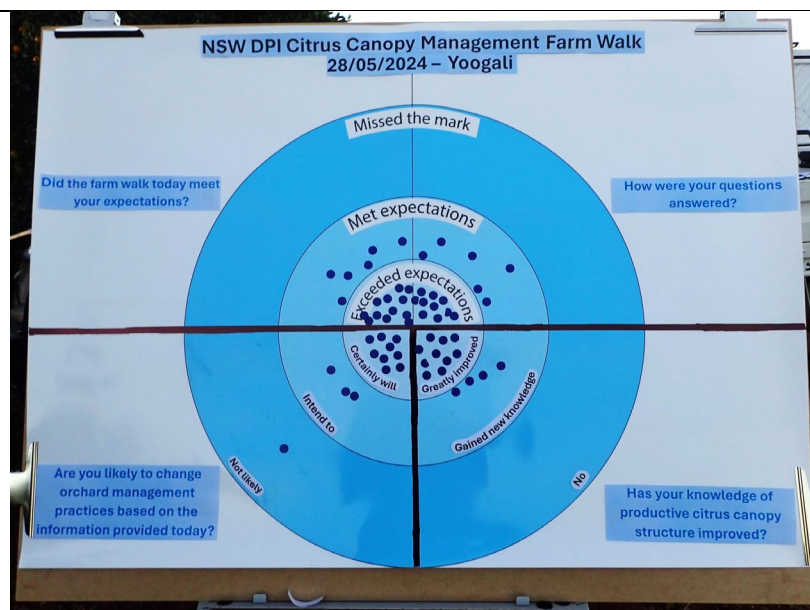 NSW DPI Citrus Canopy Management Farm Walk
28/05/2024 – Yoogali
Missed the mark
Did the farm walk today meet
your expectations?
How were your questions
answered?
Met expectations
Exceeded expectations
Certainly will
Greatly improved
Intend to
Gained new knowledge
Not likely
No
Are you likely to change
orchard management
practices based on the
information provided today?
Has your knowledge of
productive citrus canopy
structure improved?